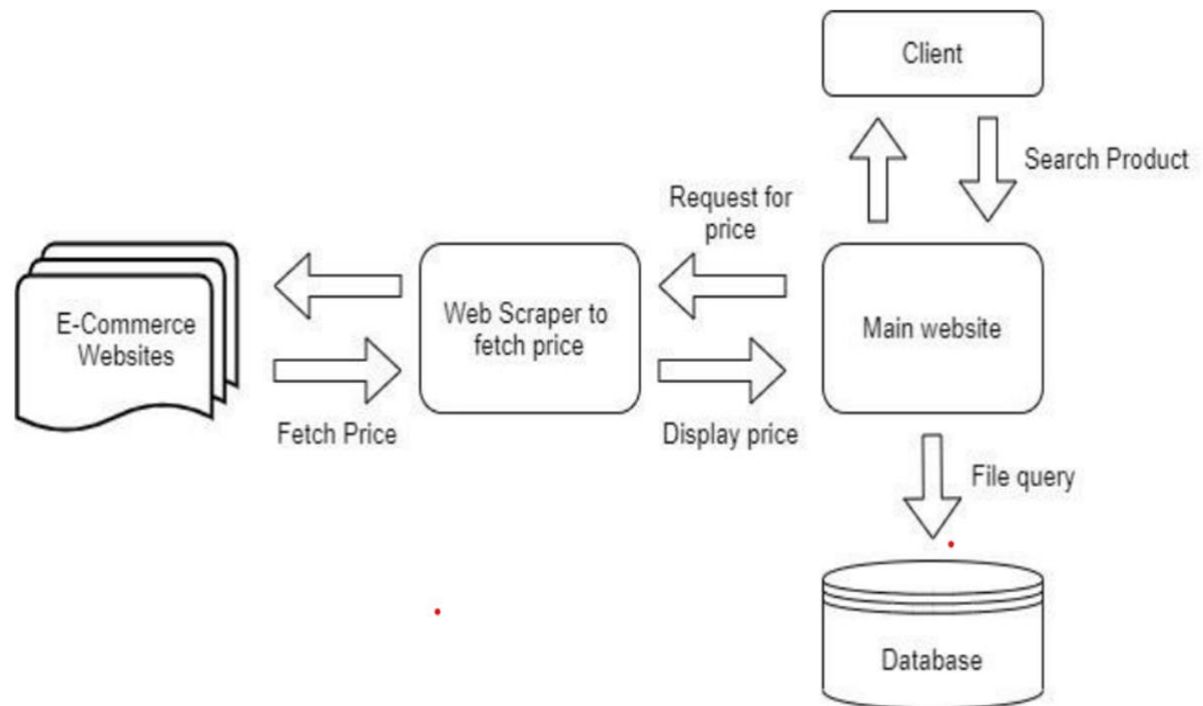 Client
Search Product
Request for
price
E-Commerce
Websites
Web Scraper to
fetch price
Main website
Fetch Price
Display price
File query
Database